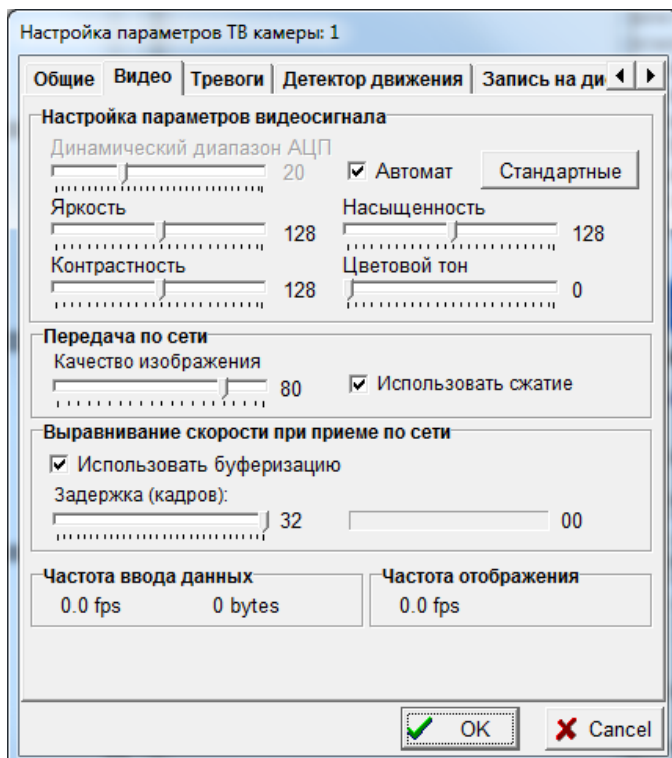 Настройка параметров ТВ камеры: 1
Общие Видео Тревоги Детектор движения Запись на ди
Настройка параметров видеосигнала
Динамический диапазон АЦП
20 Автомат Стандартные
Яркость Насыщенность
128 128
Контрастность Цветовой тон
128 0
Передача по сети
Качество изображения
80 Использовать сжатие
Выравнивание скорости при приеме по сети
Использовать буферизацию
Задержка (кадров):
32 00
Частота ввода данных Частота отображения
0.0 fps 0 bytes 0.0 fps
OK Cancel